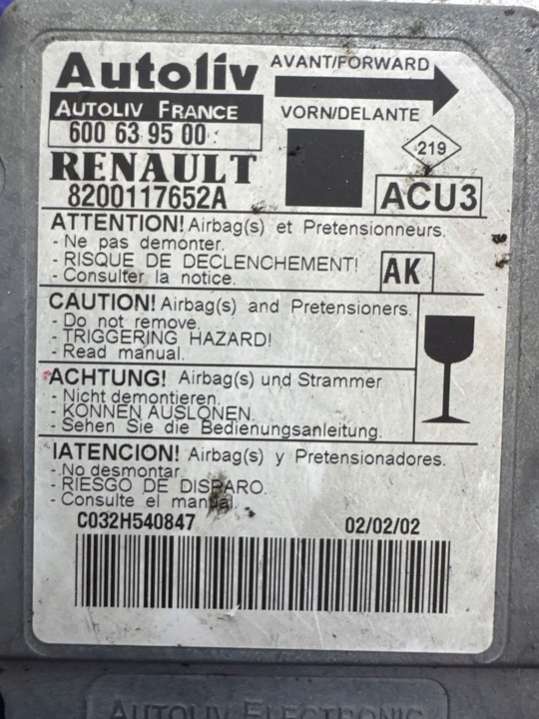 Autoliv
AVANT/FORWARD
AUTOLIV FRANCE
VORN/DELANTE
600 63 95 00
219
RENAULT
8200117652A
ACU3
ATTENTION! Airbag(s) et Pretensionneurs.
- Ne pas demonter.
- RISQUE DE DECLENCHEMENT!
- Consulter la notice.
AK
CAUTION! Airbag(s) and Pretensioners.
- Do not remove.
- TRIGGERING HAZARD!
- Read manual.
ACHTUNG! Airbag(s) und Strammer
- Nicht demontieren.
- KONNEN AUSLONEN.
- Sehen Sie die Bedienungsanleitung.
IATENCION! Airbag(s) y Pretensionadores.
- No desmontar
- RIESGO DE DISPARO.
- Consulte el manual.
C032H540847
02/02/02
AUTOLIV ELECTRONIC